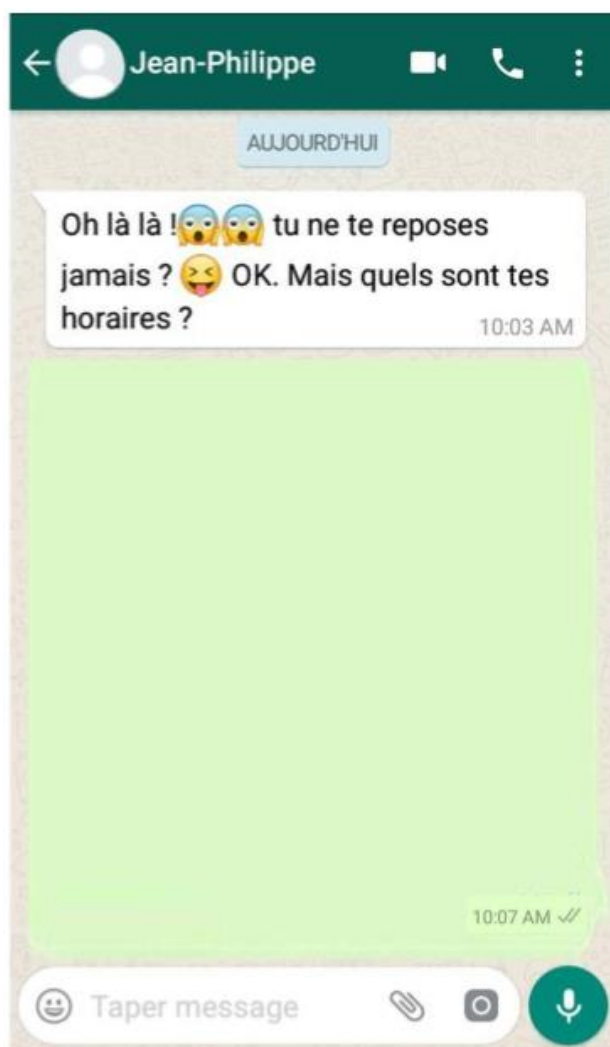 Jean-Philippe
AUJOURD'HUI
Oh là là !😱😱 tu ne te reposes
jamais ? 😝 OK. Mais quels sont tes
horaires ?
10:03 AM
10:07 AM
Taper message